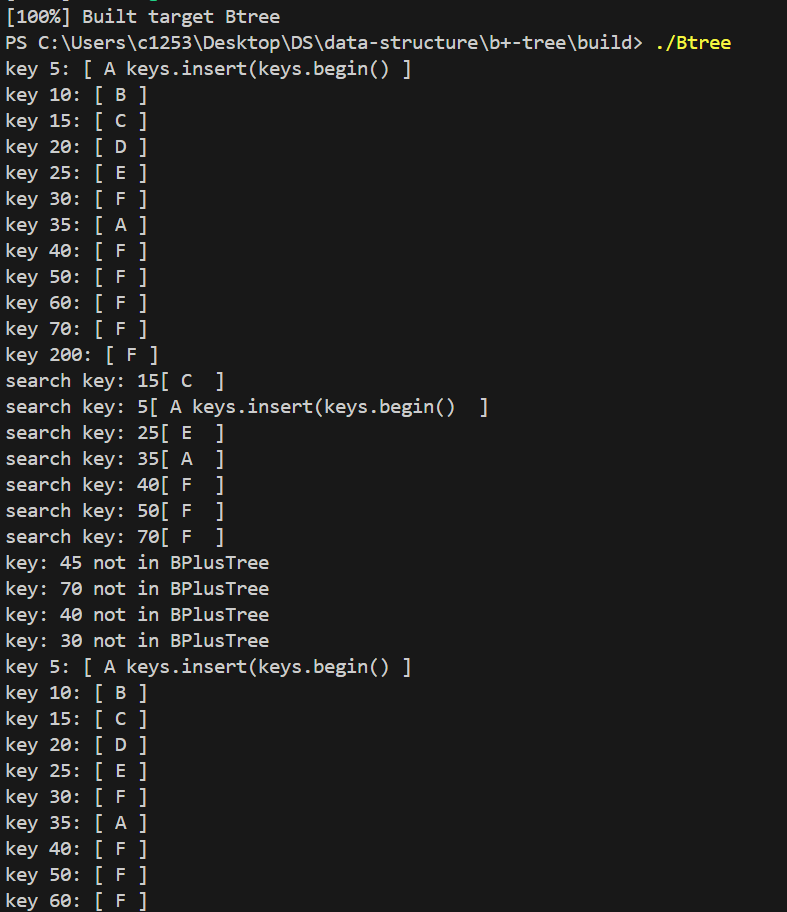 [100%] Built target Btree
PS C:\Users\c1253\Desktop\DS\data-structure\b+-tree\build> ./Btree
key 5: [ A keys.insert(keys.begin() ]
key 10: [ B ]
key 15: [ C ]
key 20: [ D ]
key 25: [ E ]
key 30: [ F ]
key 35: [ A ]
key 40: [ F ]
key 50: [ F ]
key 60: [ F ]
key 70: [ F ]
key 200: [ F ]
search key: 15[ C  ]
search key: 5[ A keys.insert(keys.begin()  ]
search key: 25[ E  ]
search key: 35[ A  ]
search key: 40[ F  ]
search key: 50[ F  ]
search key: 70[ F  ]
key: 45 not in BPlusTree
key: 70 not in BPlusTree
key: 40 not in BPlusTree
key: 30 not in BPlusTree
key 5: [ A keys.insert(keys.begin() ]
key 10: [ B ]
key 15: [ C ]
key 20: [ D ]
key 25: [ E ]
key 30: [ F ]
key 35: [ A ]
key 40: [ F ]
key 50: [ F ]
key 60: [ F ]